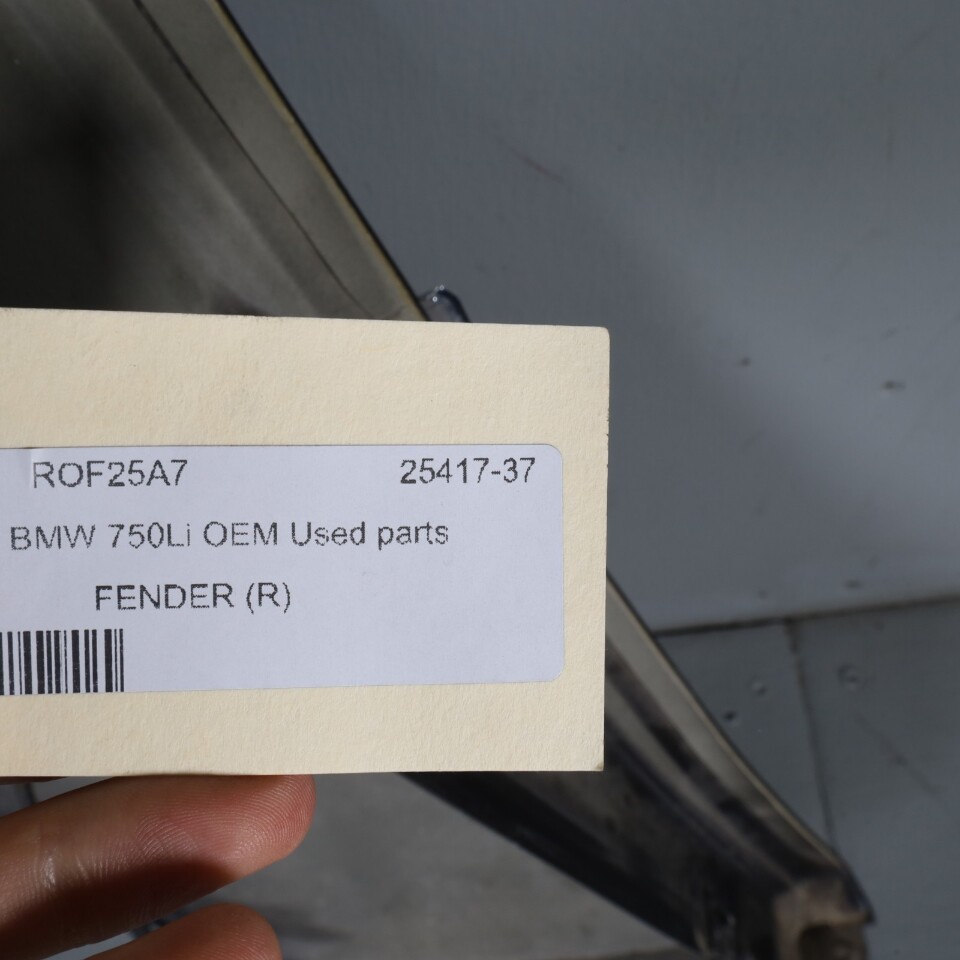 ROF25A7 25417-37
BMW 750Li OEM Used parts
FENDER (R)